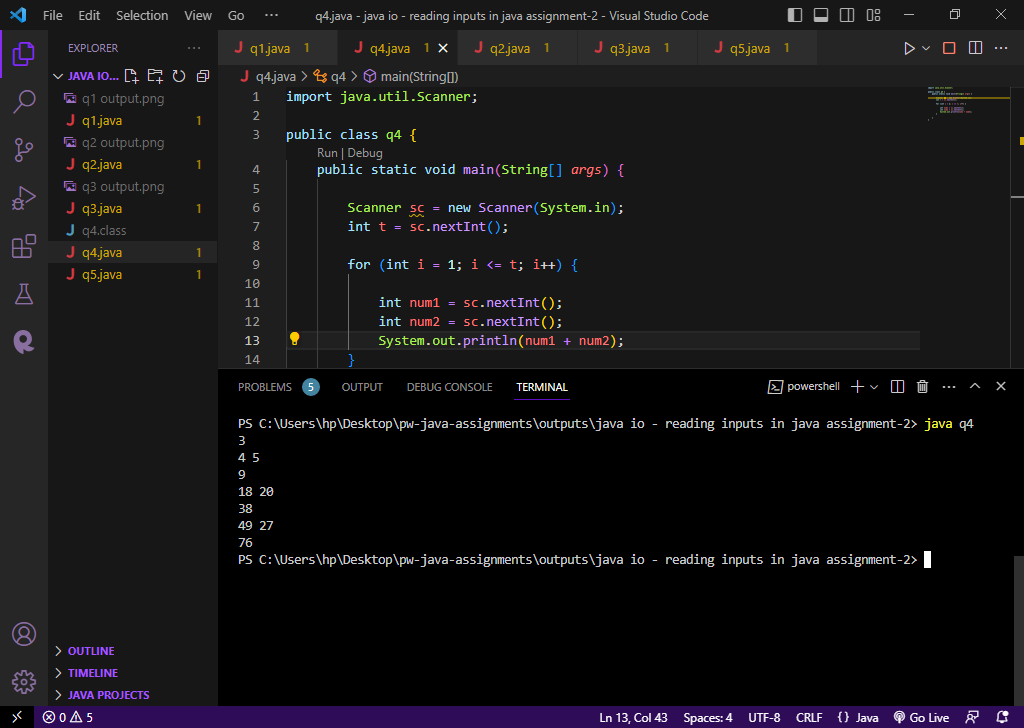 File Edit Selection View Go ··· q4.java - java io - reading inputs in java assignment-2 - Visual Studio Code
EXPLORER ···
JAVA IO...
q1 output.png
q1.java 1
q2 output.png
q2.java 1
q3 output.png
q3.java 1
q4.class
q4.java 1
q5.java 1
OUTLINE
TIMELINE
JAVA PROJECTS
q1.java 1 q4.java 1 q2.java 1 q3.java 1 q5.java 1
q4.java > q4 > main(String[])
1 import java.util.Scanner;
2
3 public class q4 {
Run | Debug
4 public static void main(String[] args) {
5
6 Scanner sc = new Scanner(System.in);
7 int t = sc.nextInt();
8
9 for (int i = 1; i <= t; i++) {
10
11 int num1 = sc.nextInt();
12 int num2 = sc.nextInt();
13 System.out.println(num1 + num2);
14 }
PROBLEMS 5 OUTPUT DEBUG CONSOLE TERMINAL powershell
PS C:\Users\hp\Desktop\pw-java-assignments\outputs\java io - reading inputs in java assignment-2> java q4
3
4 5
9
18 20
38
49 27
76
PS C:\Users\hp\Desktop\pw-java-assignments\outputs\java io - reading inputs in java assignment-2>
0 5 Ln 13, Col 43 Spaces: 4 UTF-8 CRLF {} Java Go Live